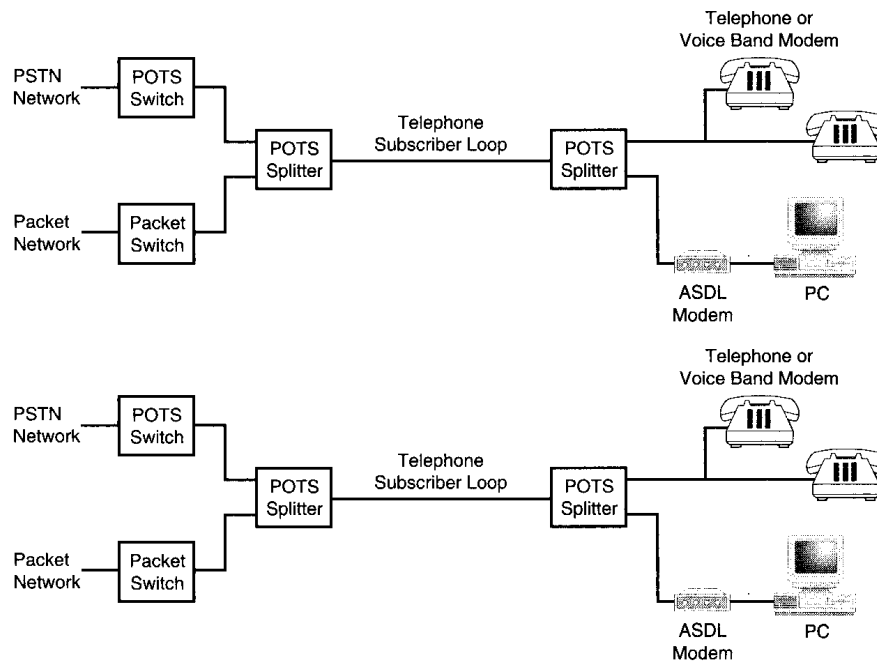 Telephone or
Voice Band Modem
PSTN
Network
POTS
Switch
Telephone
Subscriber Loop
POTS
Splitter
POTS
Splitter
Packet
Network
Packet
Switch
ASDL
Modem
PC
Telephone or
Voice Band Modem
PSTN
Network
POTS
Switch
Telephone
Subscriber Loop
POTS
Splitter
POTS
Splitter
Packet
Network
Packet
Switch
ASDL
Modem
PC